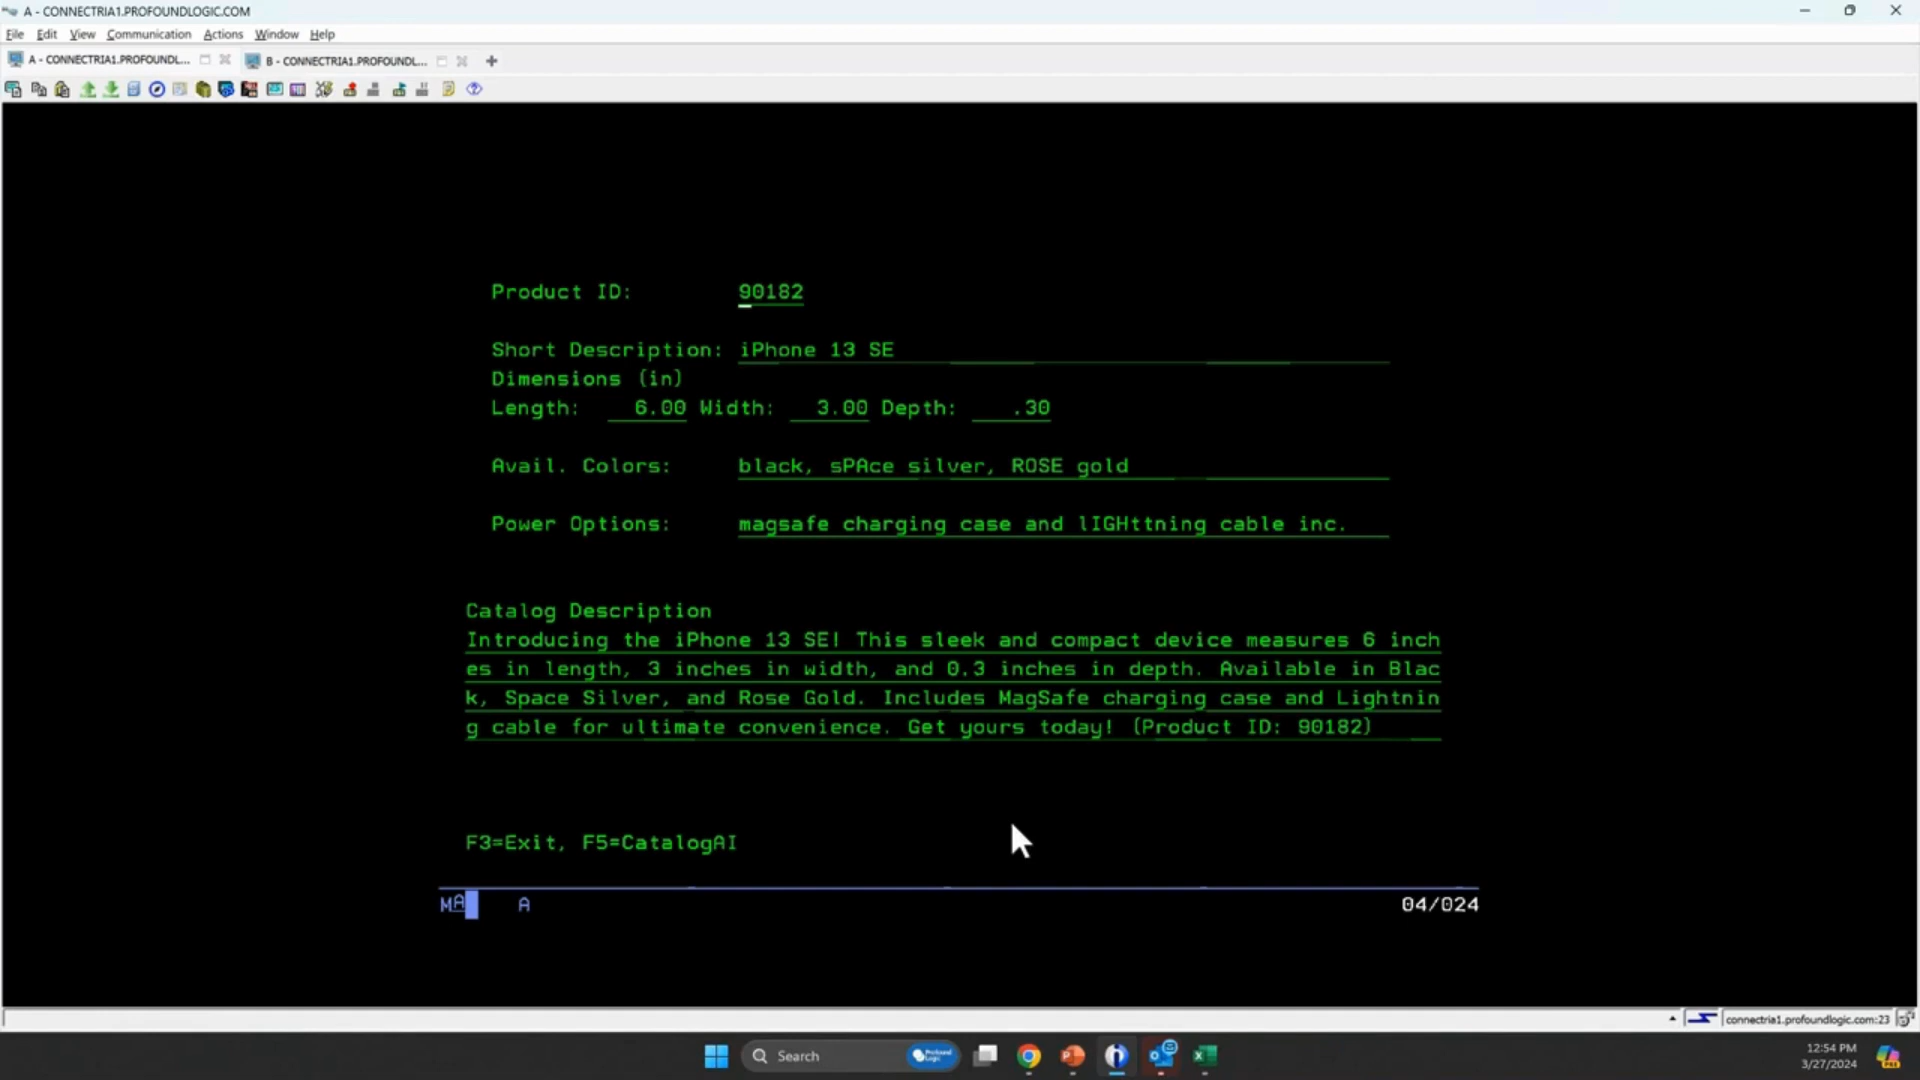 A - CONNECTRIA1.PROFOUNDLOGIC.COM
File Edit View Communication Actions Window Help
A - CONNECTRIA1.PROFOUNDL... B - CONNECTRIA1.PROFOUNDL...
Product ID: 90182
Short Description: iPhone 13 SE
Dimensions (in)
Length: 6.00 Width: 3.00 Depth: .30
Avail. Colors: black, sPAce silver, ROSE gold
Power Options: magsafe charging case and lIGHttning cable inc.
Catalog Description
Introducing the iPhone 13 SE! This sleek and compact device measures 6 inch
es in length, 3 inches in width, and 0.3 inches in depth. Available in Blac
k, Space Silver, and Rose Gold. Includes MagSafe charging case and Lightnin
g cable for ultimate convenience. Get yours today! (Product ID: 90182)
F3=Exit, F5=CatalogAI
MA A 04/024
connectria1.profoundlogic.com:23
Search Profound Logic
12:54 PM
3/27/2024